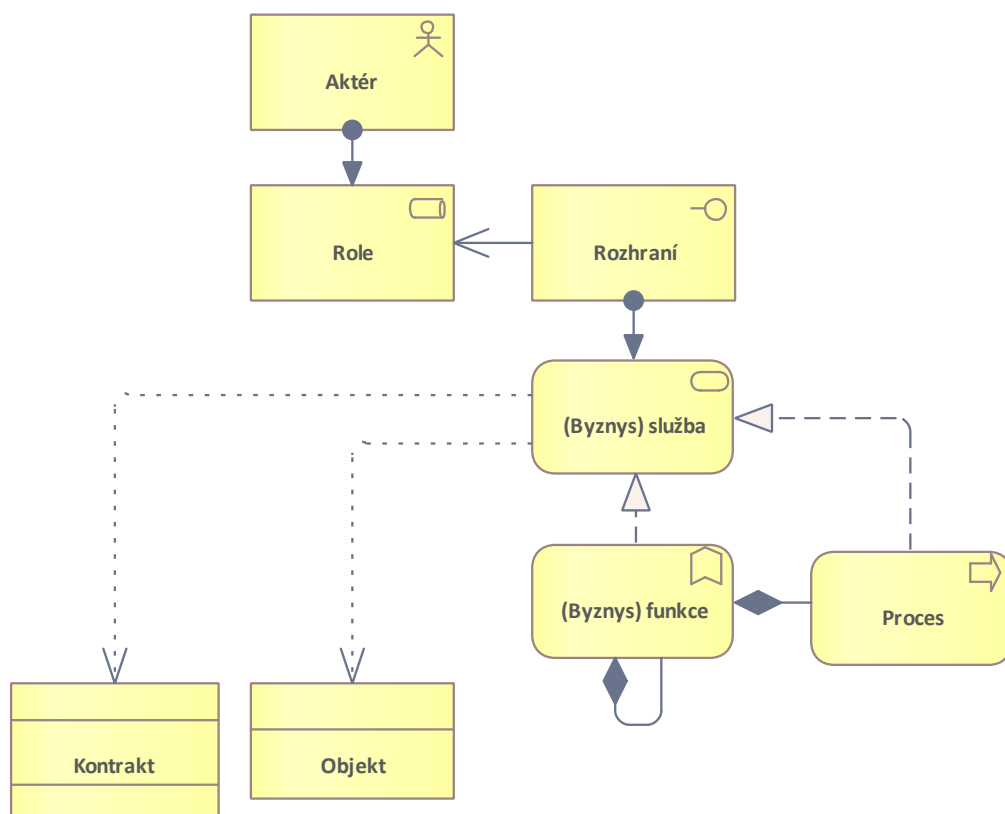 Aktér
Role
Rozhraní
(Byznys) služba
(Byznys) funkce
Proces
Kontrakt
Objekt